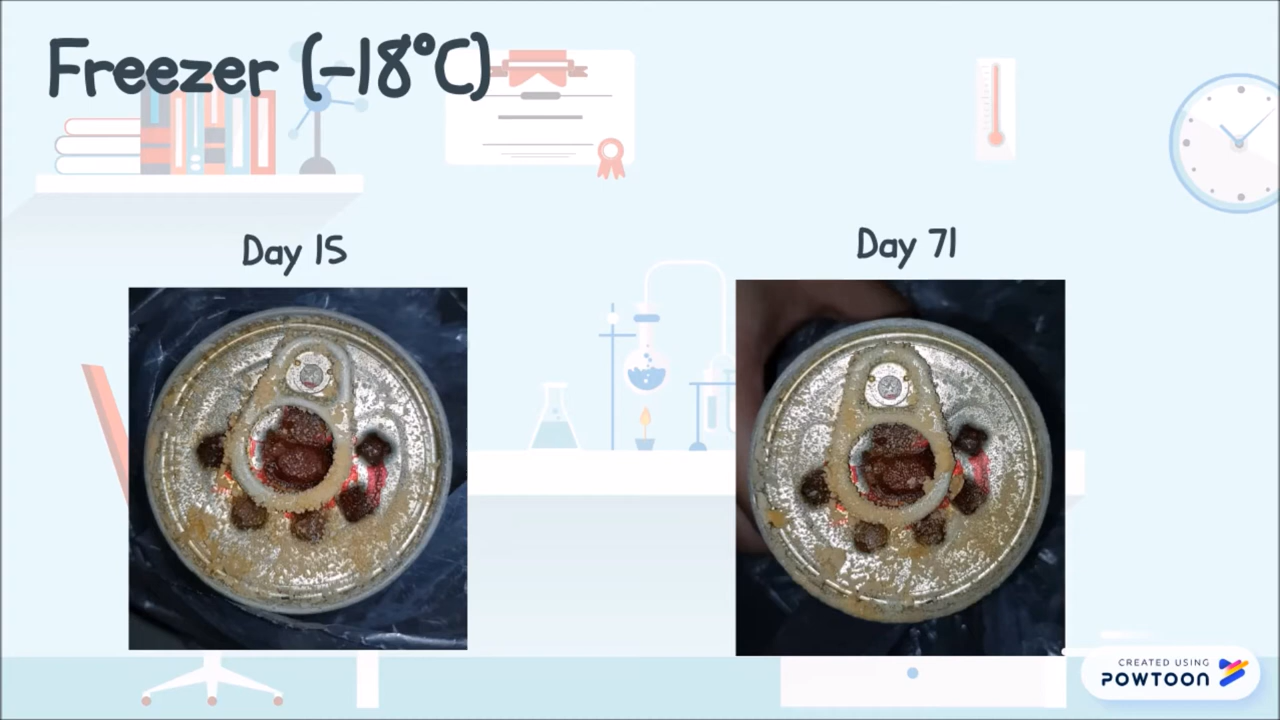 Freezer (-18°C)
Day 15
Day 71
CREATED USING
POWTOON